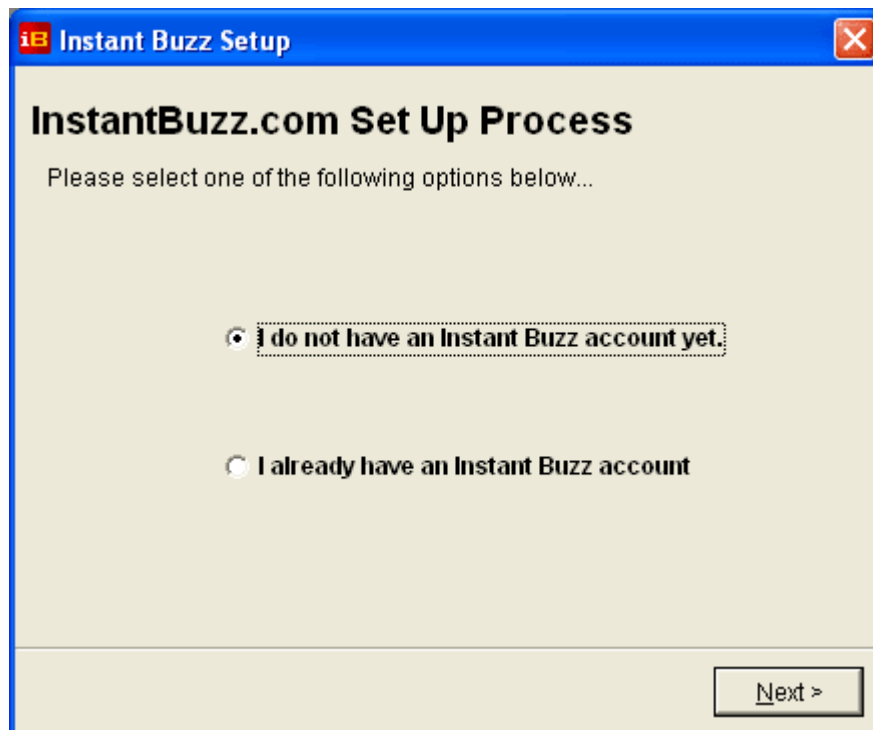 iB Instant Buzz Setup
InstantBuzz.com Set Up Process
Please select one of the following options below...
I do not have an Instant Buzz account yet.
I already have an Instant Buzz account
Next >